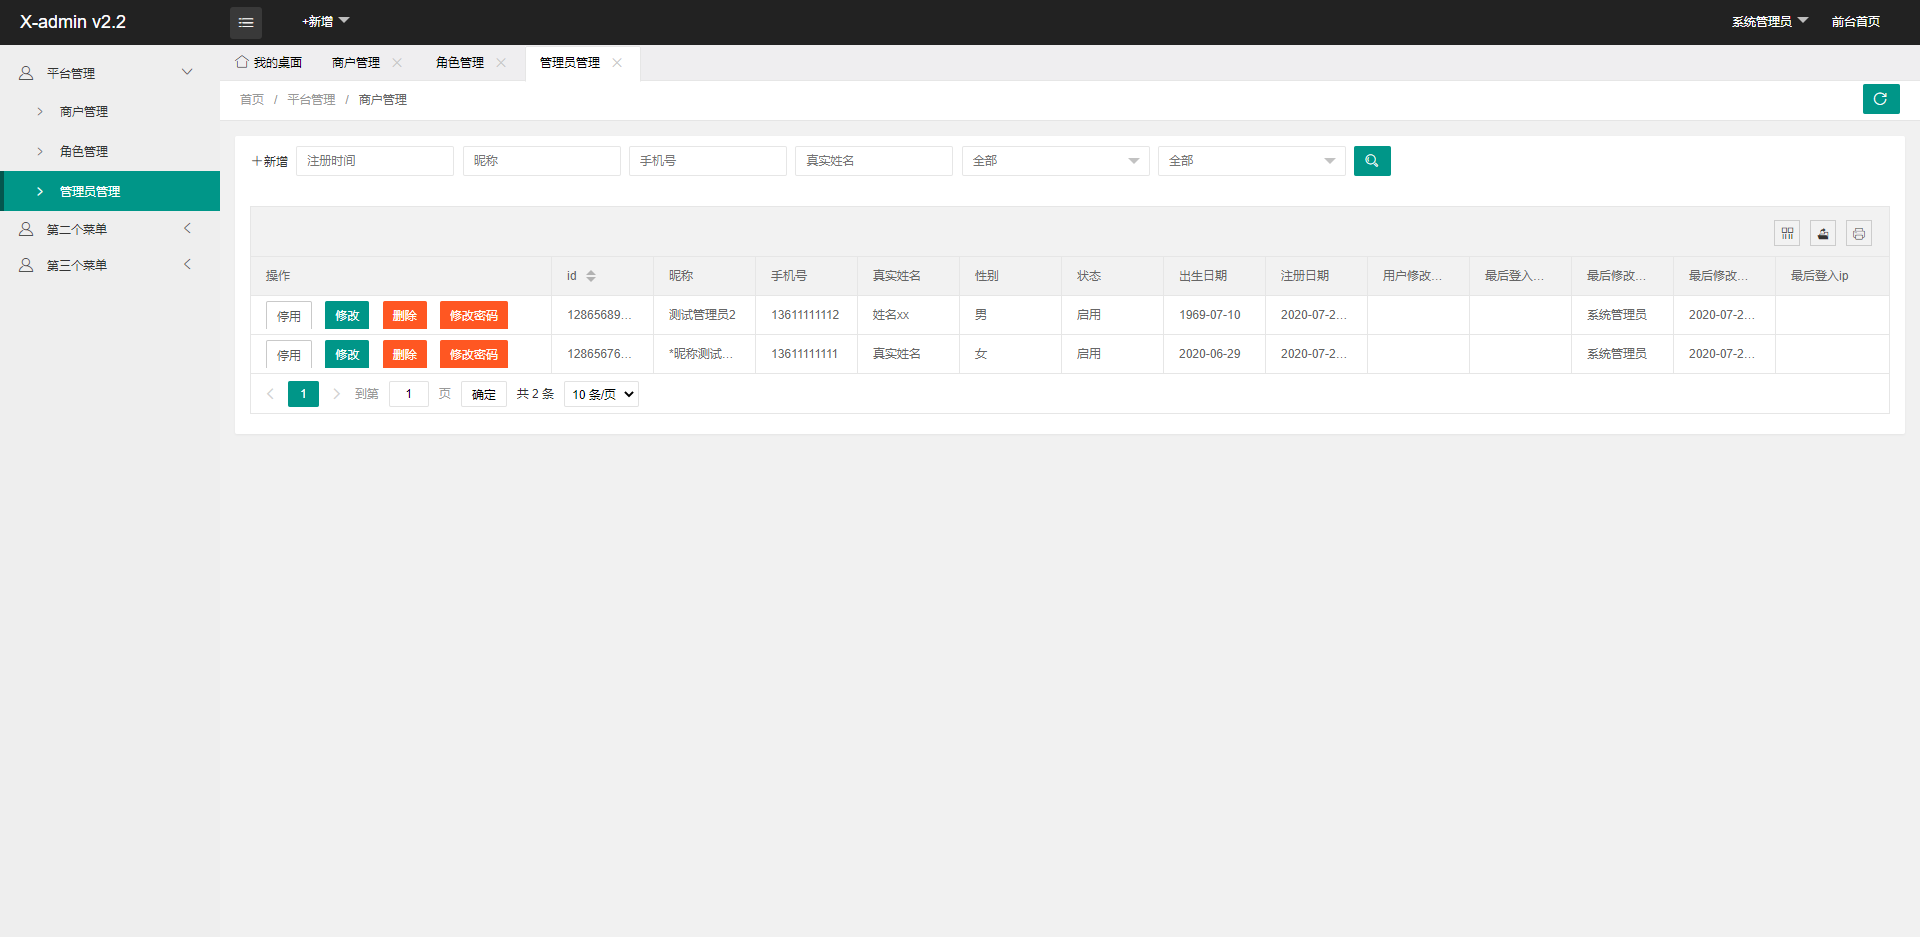 X-admin v2.2
+新增
系统管理员
前台首页
平台管理
商户管理
角色管理
管理员管理
第二个菜单
第三个菜单
我的桌面
商户管理
角色管理
管理员管理
首页 / 平台管理 / 商户管理
新增
注册时间
昵称
手机号
真实姓名
全部
全部
操作 id 昵称 手机号 真实姓名 性别 状态 出生日期 注册日期 用户修改... 最后登入... 最后修改... 最后修改... 最后登入ip
停用 修改 删除 修改密码 12865689... 测试管理员2 13611111112 姓名xx 男 启用 1969-07-10 2020-07-2... 系统管理员 2020-07-2...
停用 修改 删除 修改密码 12865676... *昵称测试... 13611111111 真实姓名 女 启用 2020-06-29 2020-07-2... 系统管理员 2020-07-2...
1 到第 1 页 确定 共 2 条 10 条/页